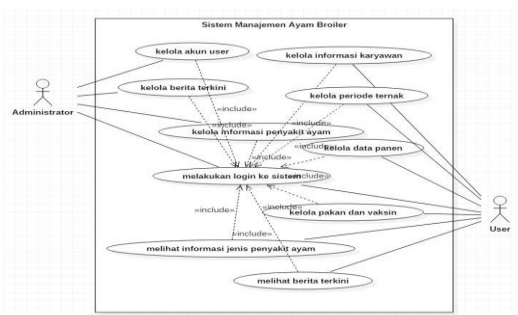 Sistem Manajemen Ayam Broiler
kelola akun user
kelola informasi karyawan
kelola berita terkini
kelola periode ternak
Administrator
«include»
«include»
«include»
kelola informasi penyakit ayam
«include»
kelola data panen
«include»
melakukan login ke sistem
«include»
«include»
«include»
kelola pakan dan vaksin
User
«include»
melihat informasi jenis penyakit ayam
melihat berita terkini